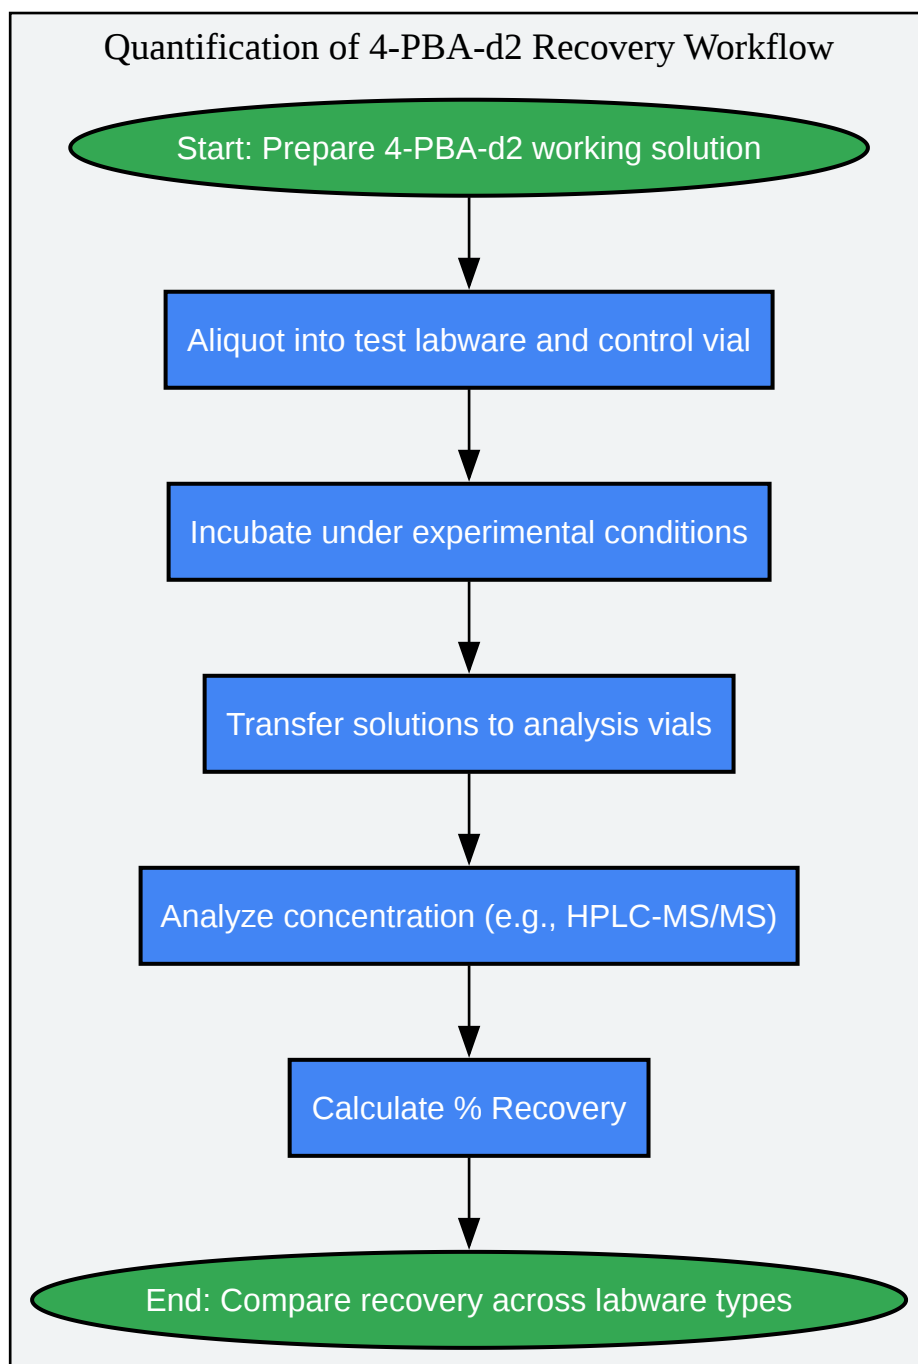 Quantification of 4-PBA-d2 Recovery Workflow
Start: Prepare 4-PBA-d2 working solution
Aliquot into test labware and control vial
Incubate under experimental conditions
Transfer solutions to analysis vials
Analyze concentration (e.g., HPLC-MS/MS)
Calculate % Recovery
End: Compare recovery across labware types